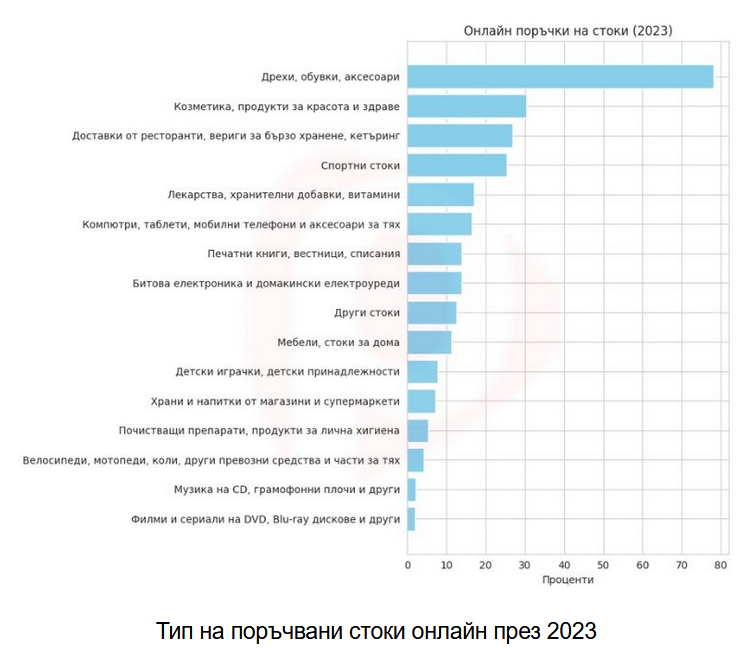 Онлайн поръчки на стоки (2023)
Дрехи, обувки, аксесоари
Козметика, продукти за красота и здраве
Доставки от ресторанти, вериги за бързо хранене, кетъринг
Спортни стоки
Лекарства, хранителни добавки, витамини
Компютри, таблети, мобилни телефони и аксесоари за тях
Печатни книги, вестници, списания
Битова електроника и домакински електроуреди
Други стоки
Мебели, стоки за дома
Детски играчки, детски принадлежности
Храни и напитки от магазини и супермаркети
Почистващи препарати, продукти за лична хигиена
Велосипеди, мотопеди, коли, други превозни средства и части за тях
Музика на CD, грамофонни плочи и други
Филми и сериали на DVD, Blu-ray дискове и други
0 10 20 30 40 50 60 70 80
Проценти
Тип на поръчвани стоки онлайн през 2023